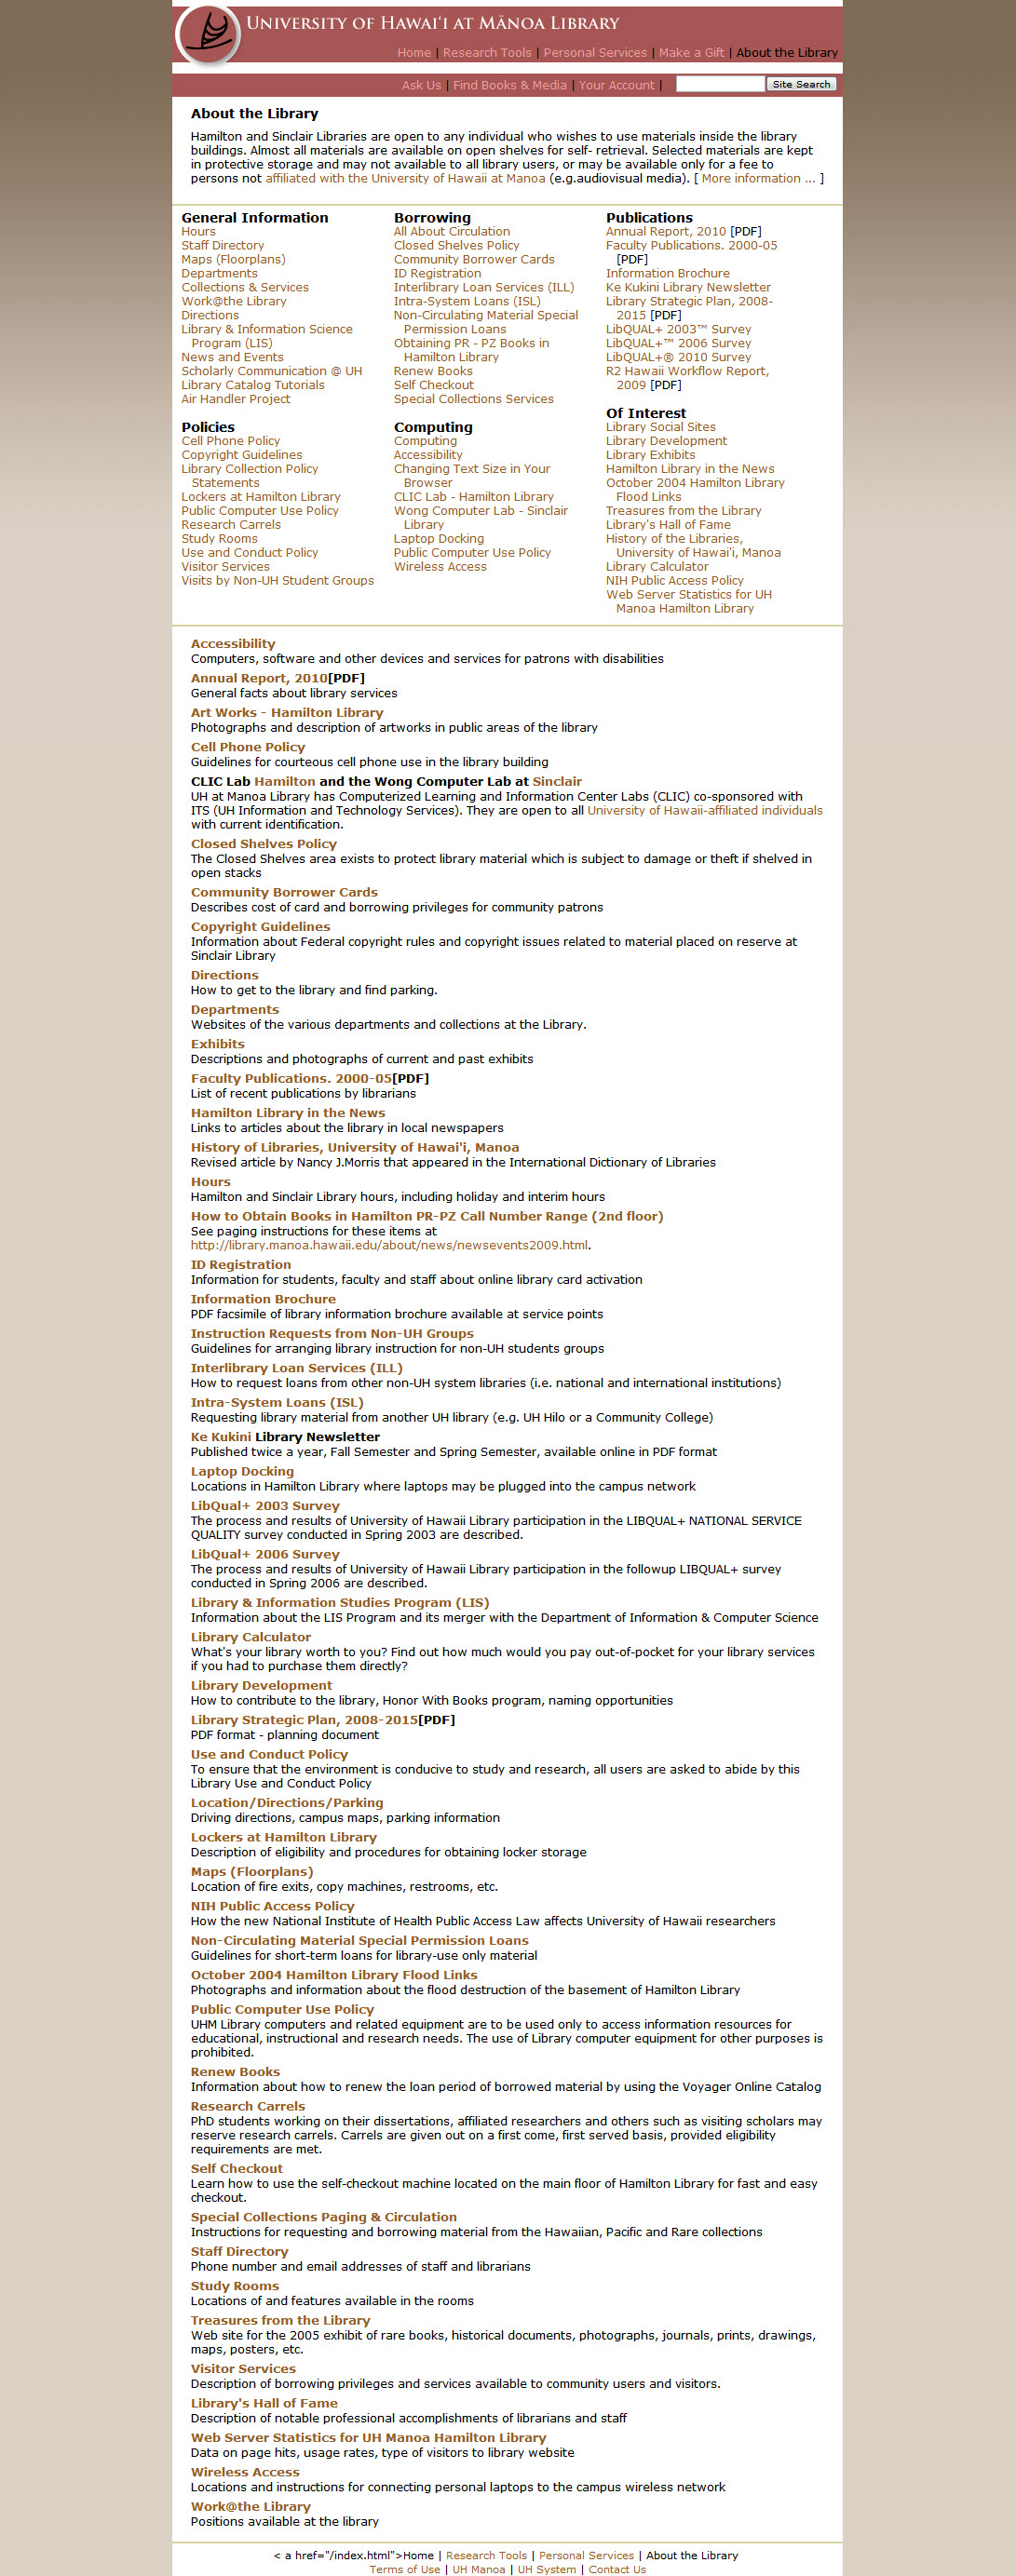 UNIVERSITY OF HAWAIʻI AT MĀNOA LIBRARY
Home | Research Tools | Personal Services | Make a Gift | About the Library
Ask Us | Find Books & Media | Your Account | Site Search
About the Library
Hamilton and Sinclair Libraries are open to any individual who wishes to use materials inside the library
buildings. Almost all materials are available on open shelves for self- retrieval. Selected materials are kept
in protective storage and may not available to all library users, or may be available only for a fee to
persons not affiliated with the University of Hawaii at Manoa (e.g.audiovisual media). [ More information ... ]
General Information
Hours
Staff Directory
Maps (Floorplans)
Departments
Collections & Services
Work@the Library
Directions
Library & Information Science
Program (LIS)
News and Events
Scholarly Communication @ UH
Library Catalog Tutorials
Air Handler Project
Policies
Cell Phone Policy
Copyright Guidelines
Library Collection Policy
Statements
Lockers at Hamilton Library
Public Computer Use Policy
Research Carrels
Study Rooms
Use and Conduct Policy
Visitor Services
Visits by Non-UH Student Groups
Borrowing
All About Circulation
Closed Shelves Policy
Community Borrower Cards
ID Registration
Interlibrary Loan Services (ILL)
Intra-System Loans (ISL)
Non-Circulating Material Special
Permission Loans
Obtaining PR - PZ Books in
Hamilton Library
Renew Books
Self Checkout
Special Collections Services
Computing
Computing
Accessibility
Changing Text Size in Your
Browser
CLIC Lab - Hamilton Library
Wong Computer Lab - Sinclair
Library
Laptop Docking
Public Computer Use Policy
Wireless Access
Publications
Annual Report, 2010 [PDF]
Faculty Publications. 2000-05
[PDF]
Information Brochure
Ke Kukini Library Newsletter
Library Strategic Plan, 2008-
2015 [PDF]
LibQUAL+ 2003™ Survey
LibQUAL+™ 2006 Survey
LibQUAL+® 2010 Survey
R2 Hawaii Workflow Report,
2009 [PDF]
Of Interest
Library Social Sites
Library Development
Library Exhibits
Hamilton Library in the News
October 2004 Hamilton Library
Flood Links
Treasures from the Library
Library's Hall of Fame
History of the Libraries,
University of Hawai'i, Manoa
Library Calculator
NIH Public Access Policy
Web Server Statistics for UH
Manoa Hamilton Library
Accessibility
Computers, software and other devices and services for patrons with disabilities
Annual Report, 2010[PDF]
General facts about library services
Art Works - Hamilton Library
Photographs and description of artworks in public areas of the library
Cell Phone Policy
Guidelines for courteous cell phone use in the library building
CLIC Lab Hamilton and the Wong Computer Lab at Sinclair
UH at Manoa Library has Computerized Learning and Information Center Labs (CLIC) co-sponsored with
ITS (UH Information and Technology Services). They are open to all University of Hawaii-affiliated individuals
with current identification.
Closed Shelves Policy
The Closed Shelves area exists to protect library material which is subject to damage or theft if shelved in
open stacks
Community Borrower Cards
Describes cost of card and borrowing privileges for community patrons
Copyright Guidelines
Information about Federal copyright rules and copyright issues related to material placed on reserve at
Sinclair Library
Directions
How to get to the library and find parking.
Departments
Websites of the various departments and collections at the Library.
Exhibits
Descriptions and photographs of current and past exhibits
Faculty Publications. 2000-05[PDF]
List of recent publications by librarians
Hamilton Library in the News
Links to articles about the library in local newspapers
History of Libraries, University of Hawai'i, Manoa
Revised article by Nancy J.Morris that appeared in the International Dictionary of Libraries
Hours
Hamilton and Sinclair Library hours, including holiday and interim hours
How to Obtain Books in Hamilton PR-PZ Call Number Range (2nd floor)
See paging instructions for these items at
http://library.manoa.hawaii.edu/about/news/newsevents2009.html.
ID Registration
Information for students, faculty and staff about online library card activation
Information Brochure
PDF facsimile of library information brochure available at service points
Instruction Requests from Non-UH Groups
Guidelines for arranging library instruction for non-UH students groups
Interlibrary Loan Services (ILL)
How to request loans from other non-UH system libraries (i.e. national and international institutions)
Intra-System Loans (ISL)
Requesting library material from another UH library (e.g. UH Hilo or a Community College)
Ke Kukini Library Newsletter
Published twice a year, Fall Semester and Spring Semester, available online in PDF format
Laptop Docking
Locations in Hamilton Library where laptops may be plugged into the campus network
LibQual+ 2003 Survey
The process and results of University of Hawaii Library participation in the LIBQUAL+ NATIONAL SERVICE
QUALITY survey conducted in Spring 2003 are described.
LibQual+ 2006 Survey
The process and results of University of Hawaii Library participation in the followup LIBQUAL+ survey
conducted in Spring 2006 are described.
Library & Information Studies Program (LIS)
Information about the LIS Program and its merger with the Department of Information & Computer Science
Library Calculator
What's your library worth to you? Find out how much would you pay out-of-pocket for your library services
if you had to purchase them directly?
Library Development
How to contribute to the library, Honor With Books program, naming opportunities
Library Strategic Plan, 2008-2015[PDF]
PDF format - planning document
Use and Conduct Policy
To ensure that the environment is conducive to study and research, all users are asked to abide by this
Library Use and Conduct Policy
Location/Directions/Parking
Driving directions, campus maps, parking information
Lockers at Hamilton Library
Description of eligibility and procedures for obtaining locker storage
Maps (Floorplans)
Location of fire exits, copy machines, restrooms, etc.
NIH Public Access Policy
How the new National Institute of Health Public Access Law affects University of Hawaii researchers
Non-Circulating Material Special Permission Loans
Guidelines for short-term loans for library-use only material
October 2004 Hamilton Library Flood Links
Photographs and information about the flood destruction of the basement of Hamilton Library
Public Computer Use Policy
UHM Library computers and related equipment are to be used only to access information resources for
educational, instructional and research needs. The use of Library computer equipment for other purposes is
prohibited.
Renew Books
Information about how to renew the loan period of borrowed material by using the Voyager Online Catalog
Research Carrels
PhD students working on their dissertations, affiliated researchers and others such as visiting scholars may
reserve research carrels. Carrels are given out on a first come, first served basis, provided eligibility
requirements are met.
Self Checkout
Learn how to use the self-checkout machine located on the main floor of Hamilton Library for fast and easy
checkout.
Special Collections Paging & Circulation
Instructions for requesting and borrowing material from the Hawaiian, Pacific and Rare collections
Staff Directory
Phone number and email addresses of staff and librarians
Study Rooms
Locations of and features available in the rooms
Treasures from the Library
Web site for the 2005 exhibit of rare books, historical documents, photographs, journals, prints, drawings,
maps, posters, etc.
Visitor Services
Description of borrowing privileges and services available to community users and visitors.
Library's Hall of Fame
Description of notable professional accomplishments of librarians and staff
Web Server Statistics for UH Manoa Hamilton Library
Data on page hits, usage rates, type of visitors to library website
Wireless Access
Locations and instructions for connecting personal laptops to the campus wireless network
Work@the Library
Positions available at the library
< a href="/index.html">Home | Research Tools | Personal Services | About the Library
Terms of Use | UH Manoa | UH System | Contact Us